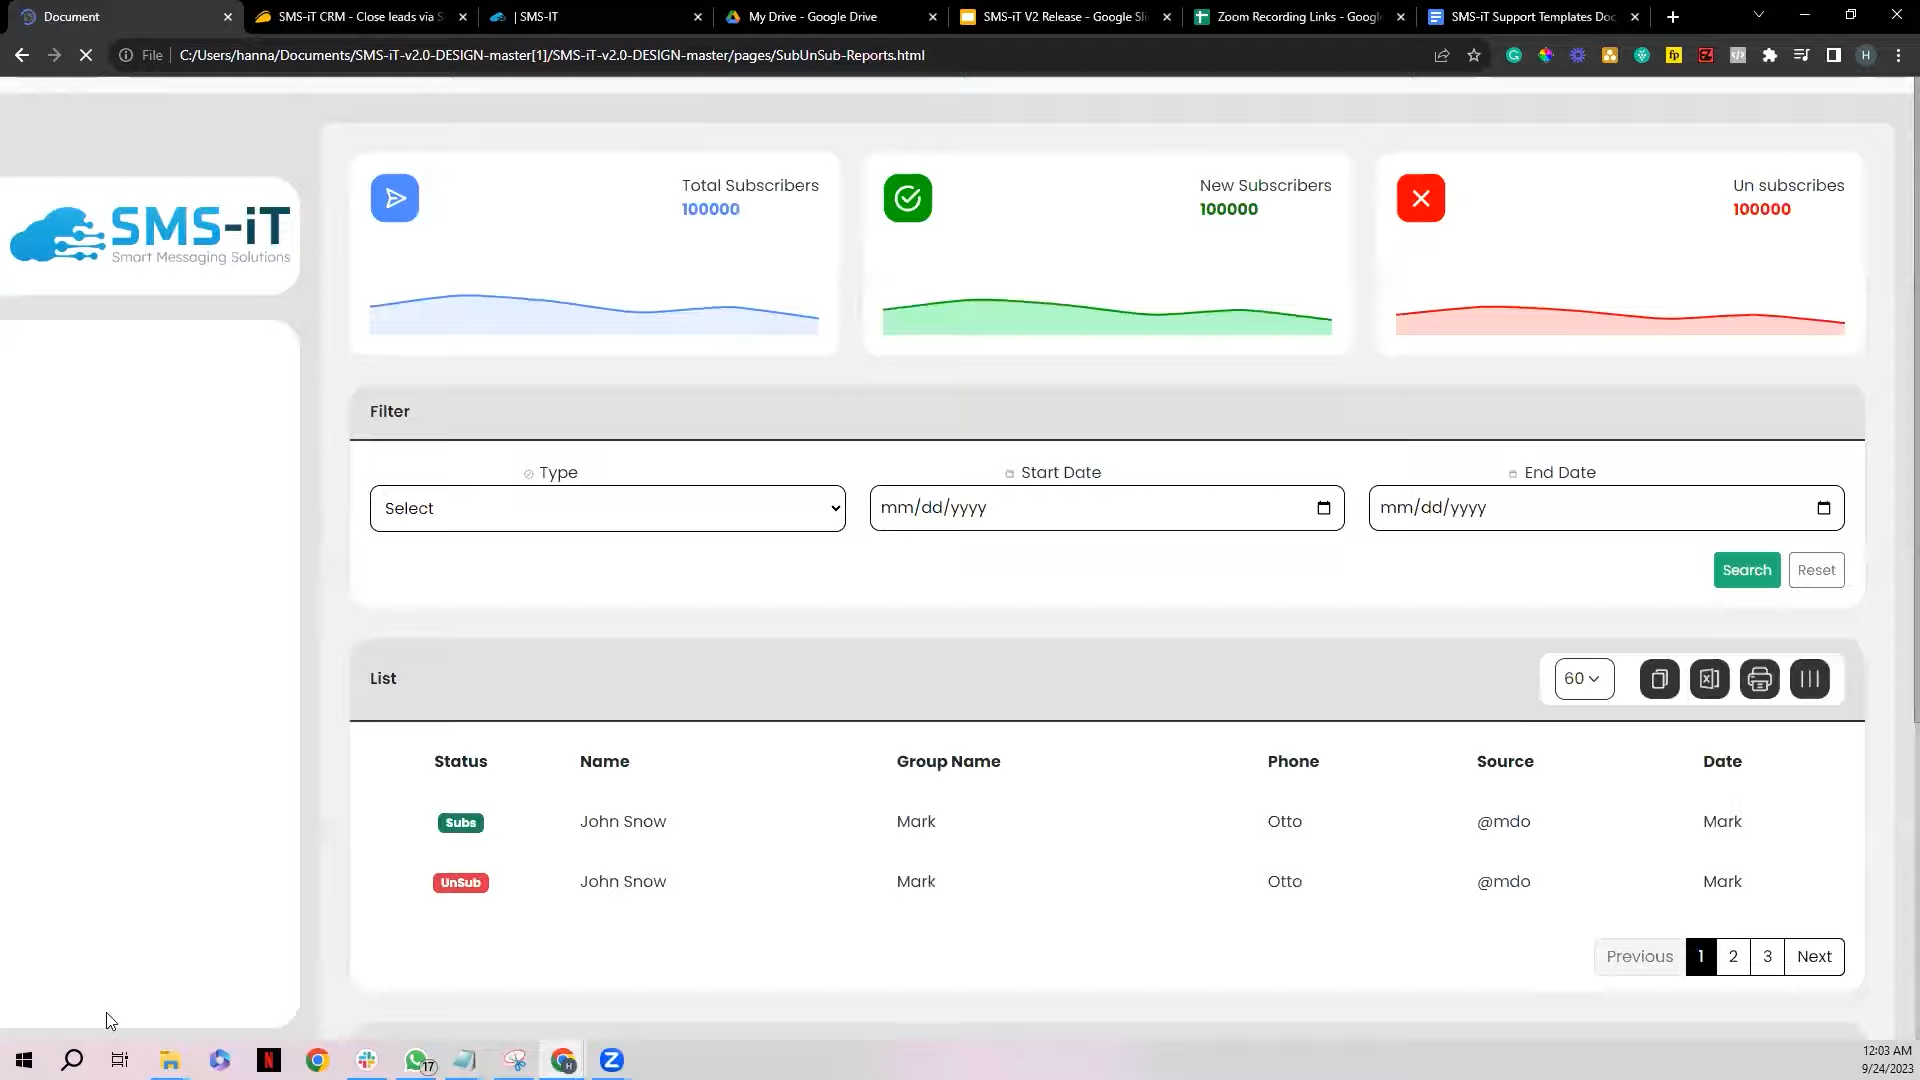 Document
SMS-iT CRM - Close leads via S
| SMS-IT
My Drive - Google Drive
SMS-iT V2 Release - Google Sli
Zoom Recording Links - Googl
SMS-iT Support Templates Doc
File
C:/Users/hanna/Documents/SMS-iT-v2.0-DESIGN-master[1]/SMS-iT-v2.0-DESIGN-master/pages/SubUnSub-Reports.html
fp
H
SMS-iT
Smart Messaging Solutions
Total Subscribers
100000
New Subscribers
100000
Un subscribes
100000
Filter
Type
Start Date
End Date
Select
mm/dd/yyyy
mm/dd/yyyy
Search
Reset
List
60
Status Name Group Name Phone Source Date
Subs John Snow Mark Otto @mdo Mark
UnSub John Snow Mark Otto @mdo Mark
Previous 1 2 3 Next
17
12:03 AM
9/24/2023